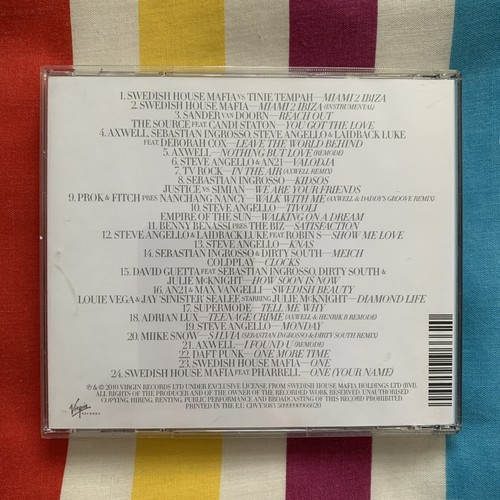 1. SWEDISH HOUSE MAFIA VS TINIE TEMPAH—MIAMI 2 IBIZA
2. SWEDISH HOUSE MAFIA—MIAMI 2 IBIZA (INSTRUMENTAL)
3. SANDER VAN DOORN—REACH OUT
THE SOURCE FEAT CANDI STATON—YOU GOT THE LOVE
4. AXWELL, SEBASTIAN INGROSSO, STEVE ANGELLO & LAIDBACK LUKE
FEAT DEBORAH COX—LEAVE THE WORLD BEHIND
5. AXWELL—NOTHING BUT LOVE (REMODE)
6. STEVE ANGELLO & AN21—VALODJA
7. TV ROCK—IN THE AIR (AXWELL REMIX)
8. SEBASTIAN INGROSSO—KIDSOS
JUSTICE VS SIMIAN—WE ARE YOUR FRIENDS
9. PROK & FITCH PRES NANCHANG NANCY—WALK WITH ME (AXWELL & DADDY'S GROOVE REMIX)
10. STEVE ANGELLO—TIVOLI
EMPIRE OF THE SUN—WALKING ON A DREAM
11. BENNY BENASSI PRES THE BIZ—SATISFACTION
12. STEVE ANGELLO & LAIDBACK LUKE FEAT ROBIN S—SHOW ME LOVE
13. STEVE ANGELLO—KNAS
14. SEBASTIAN INGROSSO & DIRTY SOUTH—MEICH
COLDPLAY—CLOCKS
15. DAVID GUETTA FEAT SEBASTIAN INGROSSO, DIRTY SOUTH &
JULIE McKNIGHT—HOW SOON IS NOW
16. AN21 & MAX VANGELLI—SWEDISH BEAUTY
LOUIE VEGA & JAY 'SINISTER' SEALEE STARRING JULIE McKNIGHT—DIAMOND LIFE
17. SUPERMODE—TELL ME WHY
18. ADRIAN LUX—TEENAGE CRIME (AXWELL & HENRIK B REMODE)
19. STEVE ANGELLO—MONDAY
20. MIIKE SNOW—SILVIA (SEBASTIAN INGROSSO & DIRTY SOUTH REMIX)
21. AXWELL—I FOUND U (REMODE)
22. DAFT PUNK—ONE MORE TIME
23. SWEDISH HOUSE MAFIA—ONE
24. SWEDISH HOUSE MAFIA FEAT PHARRELL—ONE (YOUR NAME)
℗ & © 2010 VIRGIN RECORDS LTD UNDER EXCLUSIVE LICENSE FROM SWEDISH HOUSE MAFIA HOLDINGS LTD (BVI).
ALL RIGHTS OF THE PRODUCER AND OF THE OWNER OF THE RECORDED WORK RESERVED. UNAUTHORISED
COPYING, HIRING, RENTING, PUBLIC PERFORMANCE AND BROADCASTING OF THIS RECORD PROHIBITED.
PRINTED IN THE E.U. CDVY3083 5099990966620
Virgin
RECORDS